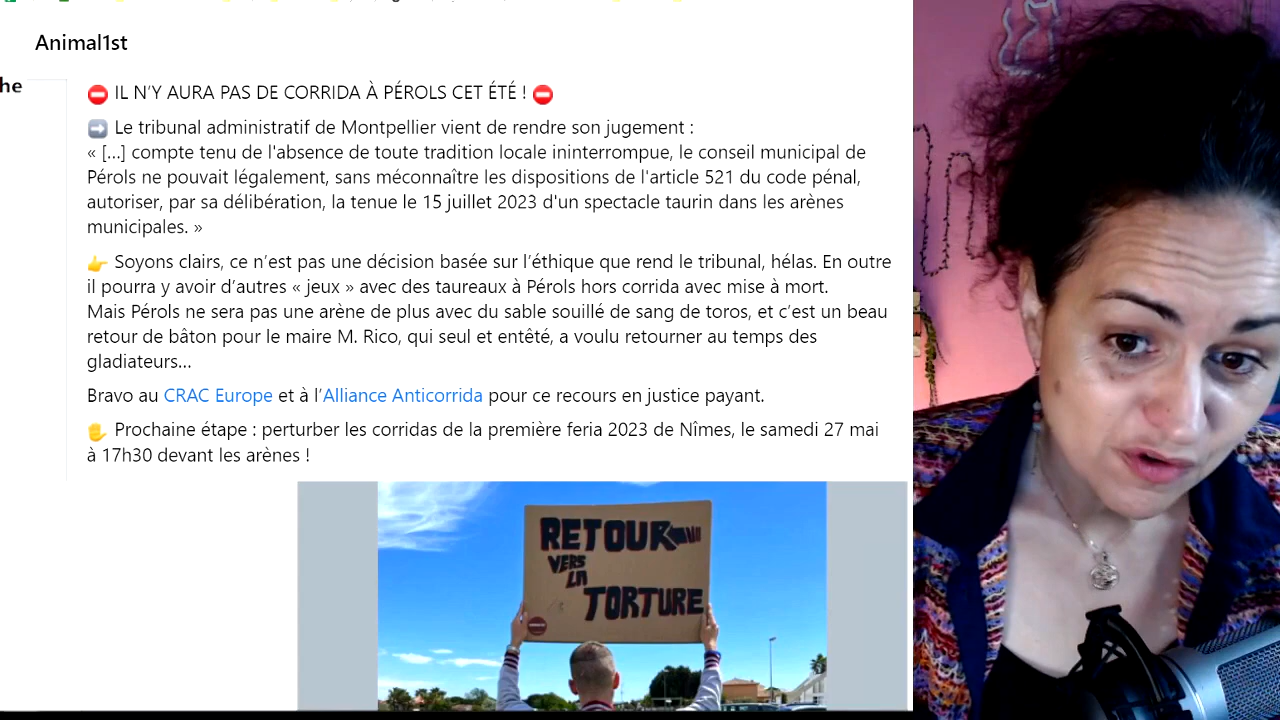 Animal1st
he
⛔ IL N’Y AURA PAS DE CORRIDA À PÉROLS CET ÉTÉ ! ⛔
➡️ Le tribunal administratif de Montpellier vient de rendre son jugement :
« [...] compte tenu de l'absence de toute tradition locale ininterrompue, le conseil municipal de
Pérols ne pouvait légalement, sans méconnaître les dispositions de l'article 521 du code pénal,
autoriser, par sa délibération, la tenue le 15 juillet 2023 d'un spectacle taurin dans les arènes
municipales. »
👉 Soyons clairs, ce n’est pas une décision basée sur l’éthique que rend le tribunal, hélas. En outre
il pourra y avoir d’autres « jeux » avec des taureaux à Pérols hors corrida avec mise à mort.
Mais Pérols ne sera pas une arène de plus avec du sable souillé de sang de toros, et c’est un beau
retour de bâton pour le maire M. Rico, qui seul et entêté, a voulu retourner au temps des
gladiateurs…
Bravo au CRAC Europe et à l’Alliance Anticorrida pour ce recours en justice payant.
✋ Prochaine étape : perturber les corridas de la première feria 2023 de Nîmes, le samedi 27 mai
à 17h30 devant les arènes !
RETOUR
VERS
LA
TORTURE